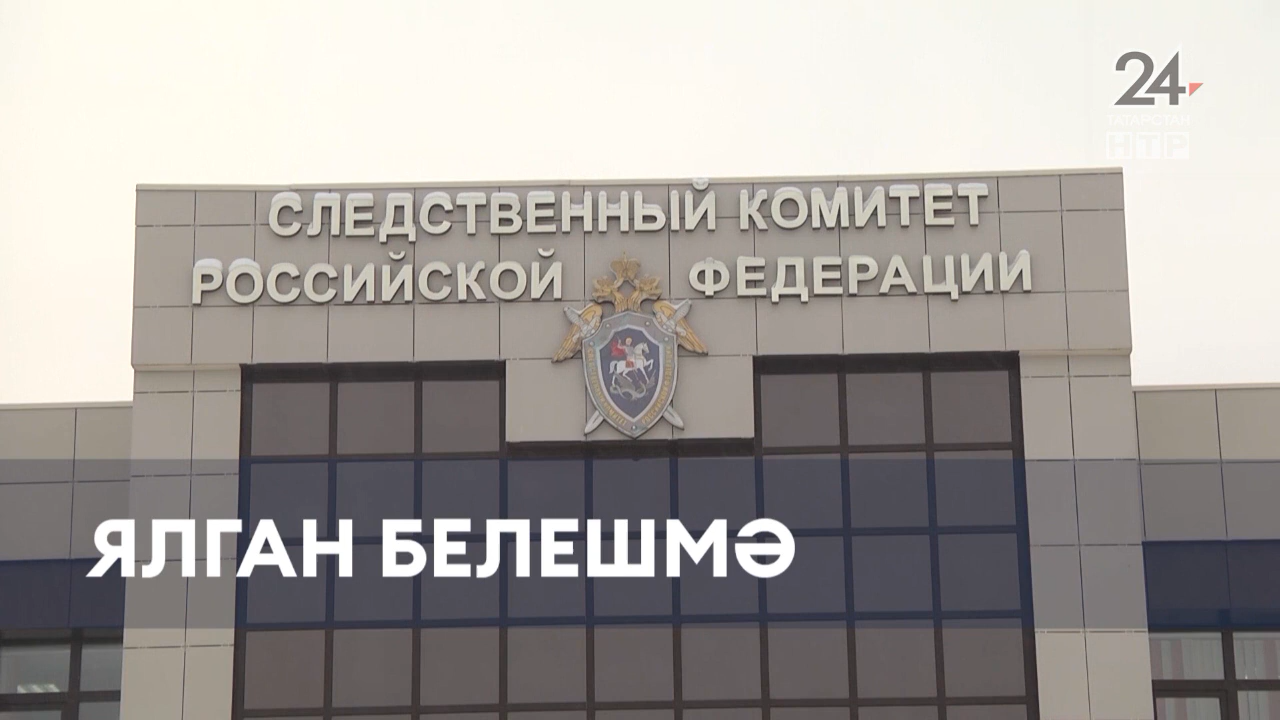 24
ТАТАРСТАН
НТР
СЛЕДСТВЕННЫЙ КОМИТЕТ
РОССИЙСКОЙ ФЕДЕРАЦИИ
ЯЛГАН БЕЛЕШМӘ